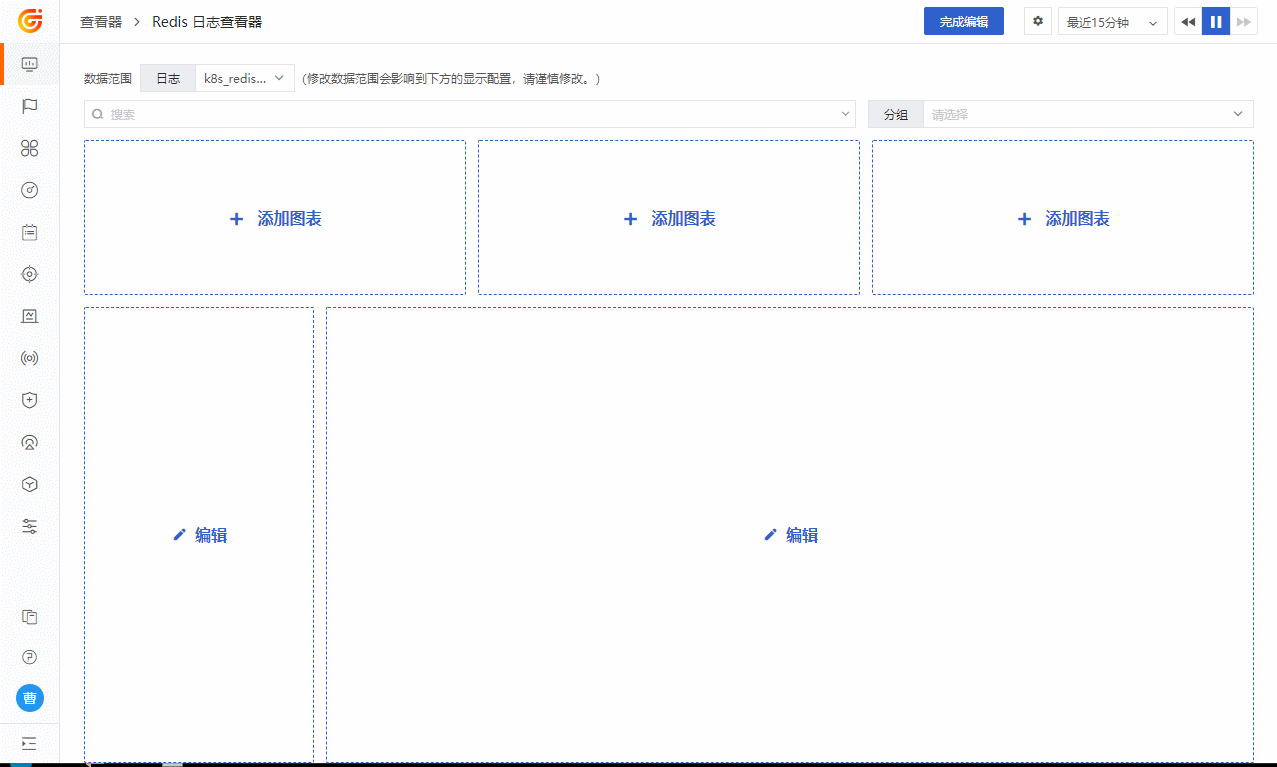 查看器 > Redis 日志查看器 完成编辑 最近15分钟
数据范围 日志 k8s_redis... (修改数据范围会影响到下方的显示配置，请谨慎修改。)
搜索 分组 请选择
+ 添加图表 + 添加图表 + 添加图表
编辑 编辑
曹